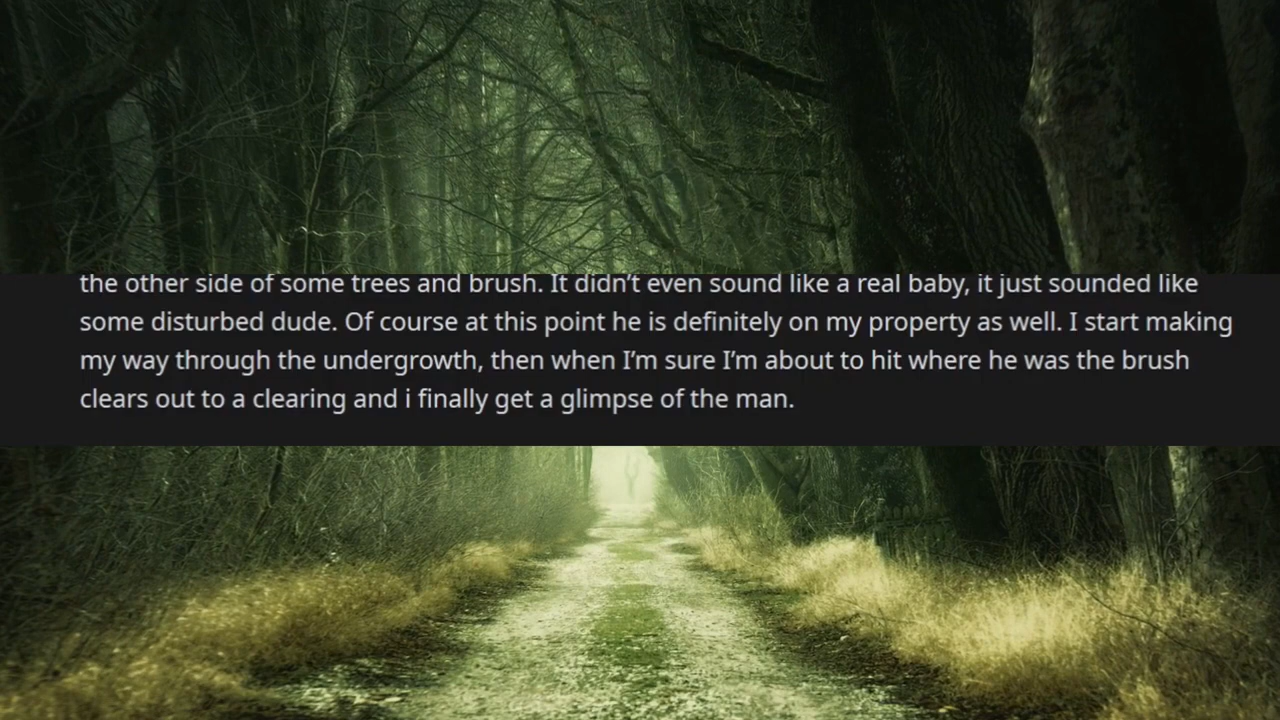 the other side of some trees and brush. It didn’t even sound like a real baby, it just sounded like
some disturbed dude. Of course at this point he is definitely on my property as well. I start making
my way through the undergrowth, then when I’m sure I’m about to hit where he was the brush
clears out to a clearing and i finally get a glimpse of the man.